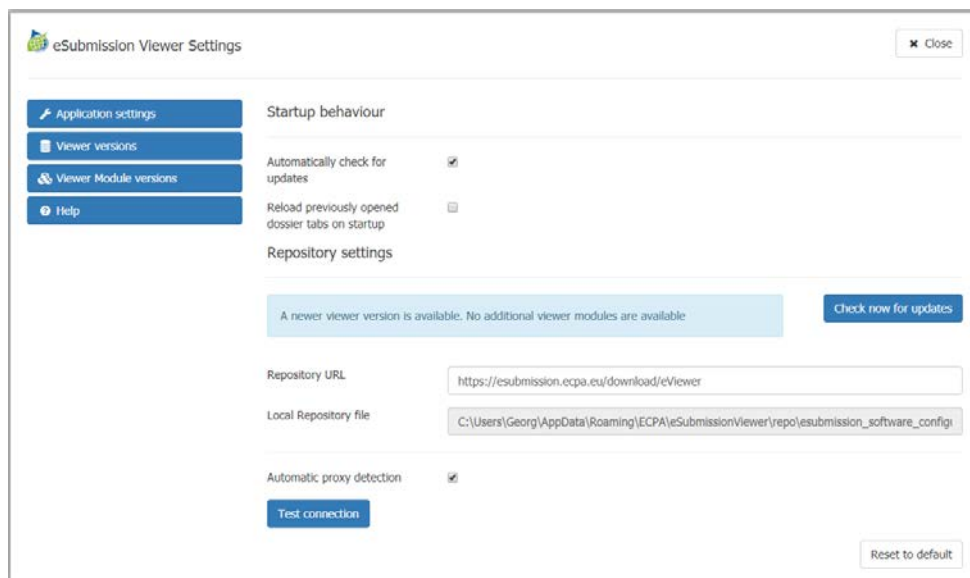 eSubmission Viewer Settings
Close
Application settings
Viewer versions
Viewer Module versions
Help
Startup behaviour
Automatically check for
updates
Reload previously opened
dossier tabs on startup
Repository settings
A newer viewer version is available. No additional viewer modules are available
Check now for updates
Repository URL
https://esubmission.ecpa.eu/download/eViewer
Local Repository file
C:\Users\Georg\AppData\Roaming\ECPA\eSubmissionViewer\repo\esubmission_software_config
Automatic proxy detection
Test connection
Reset to default